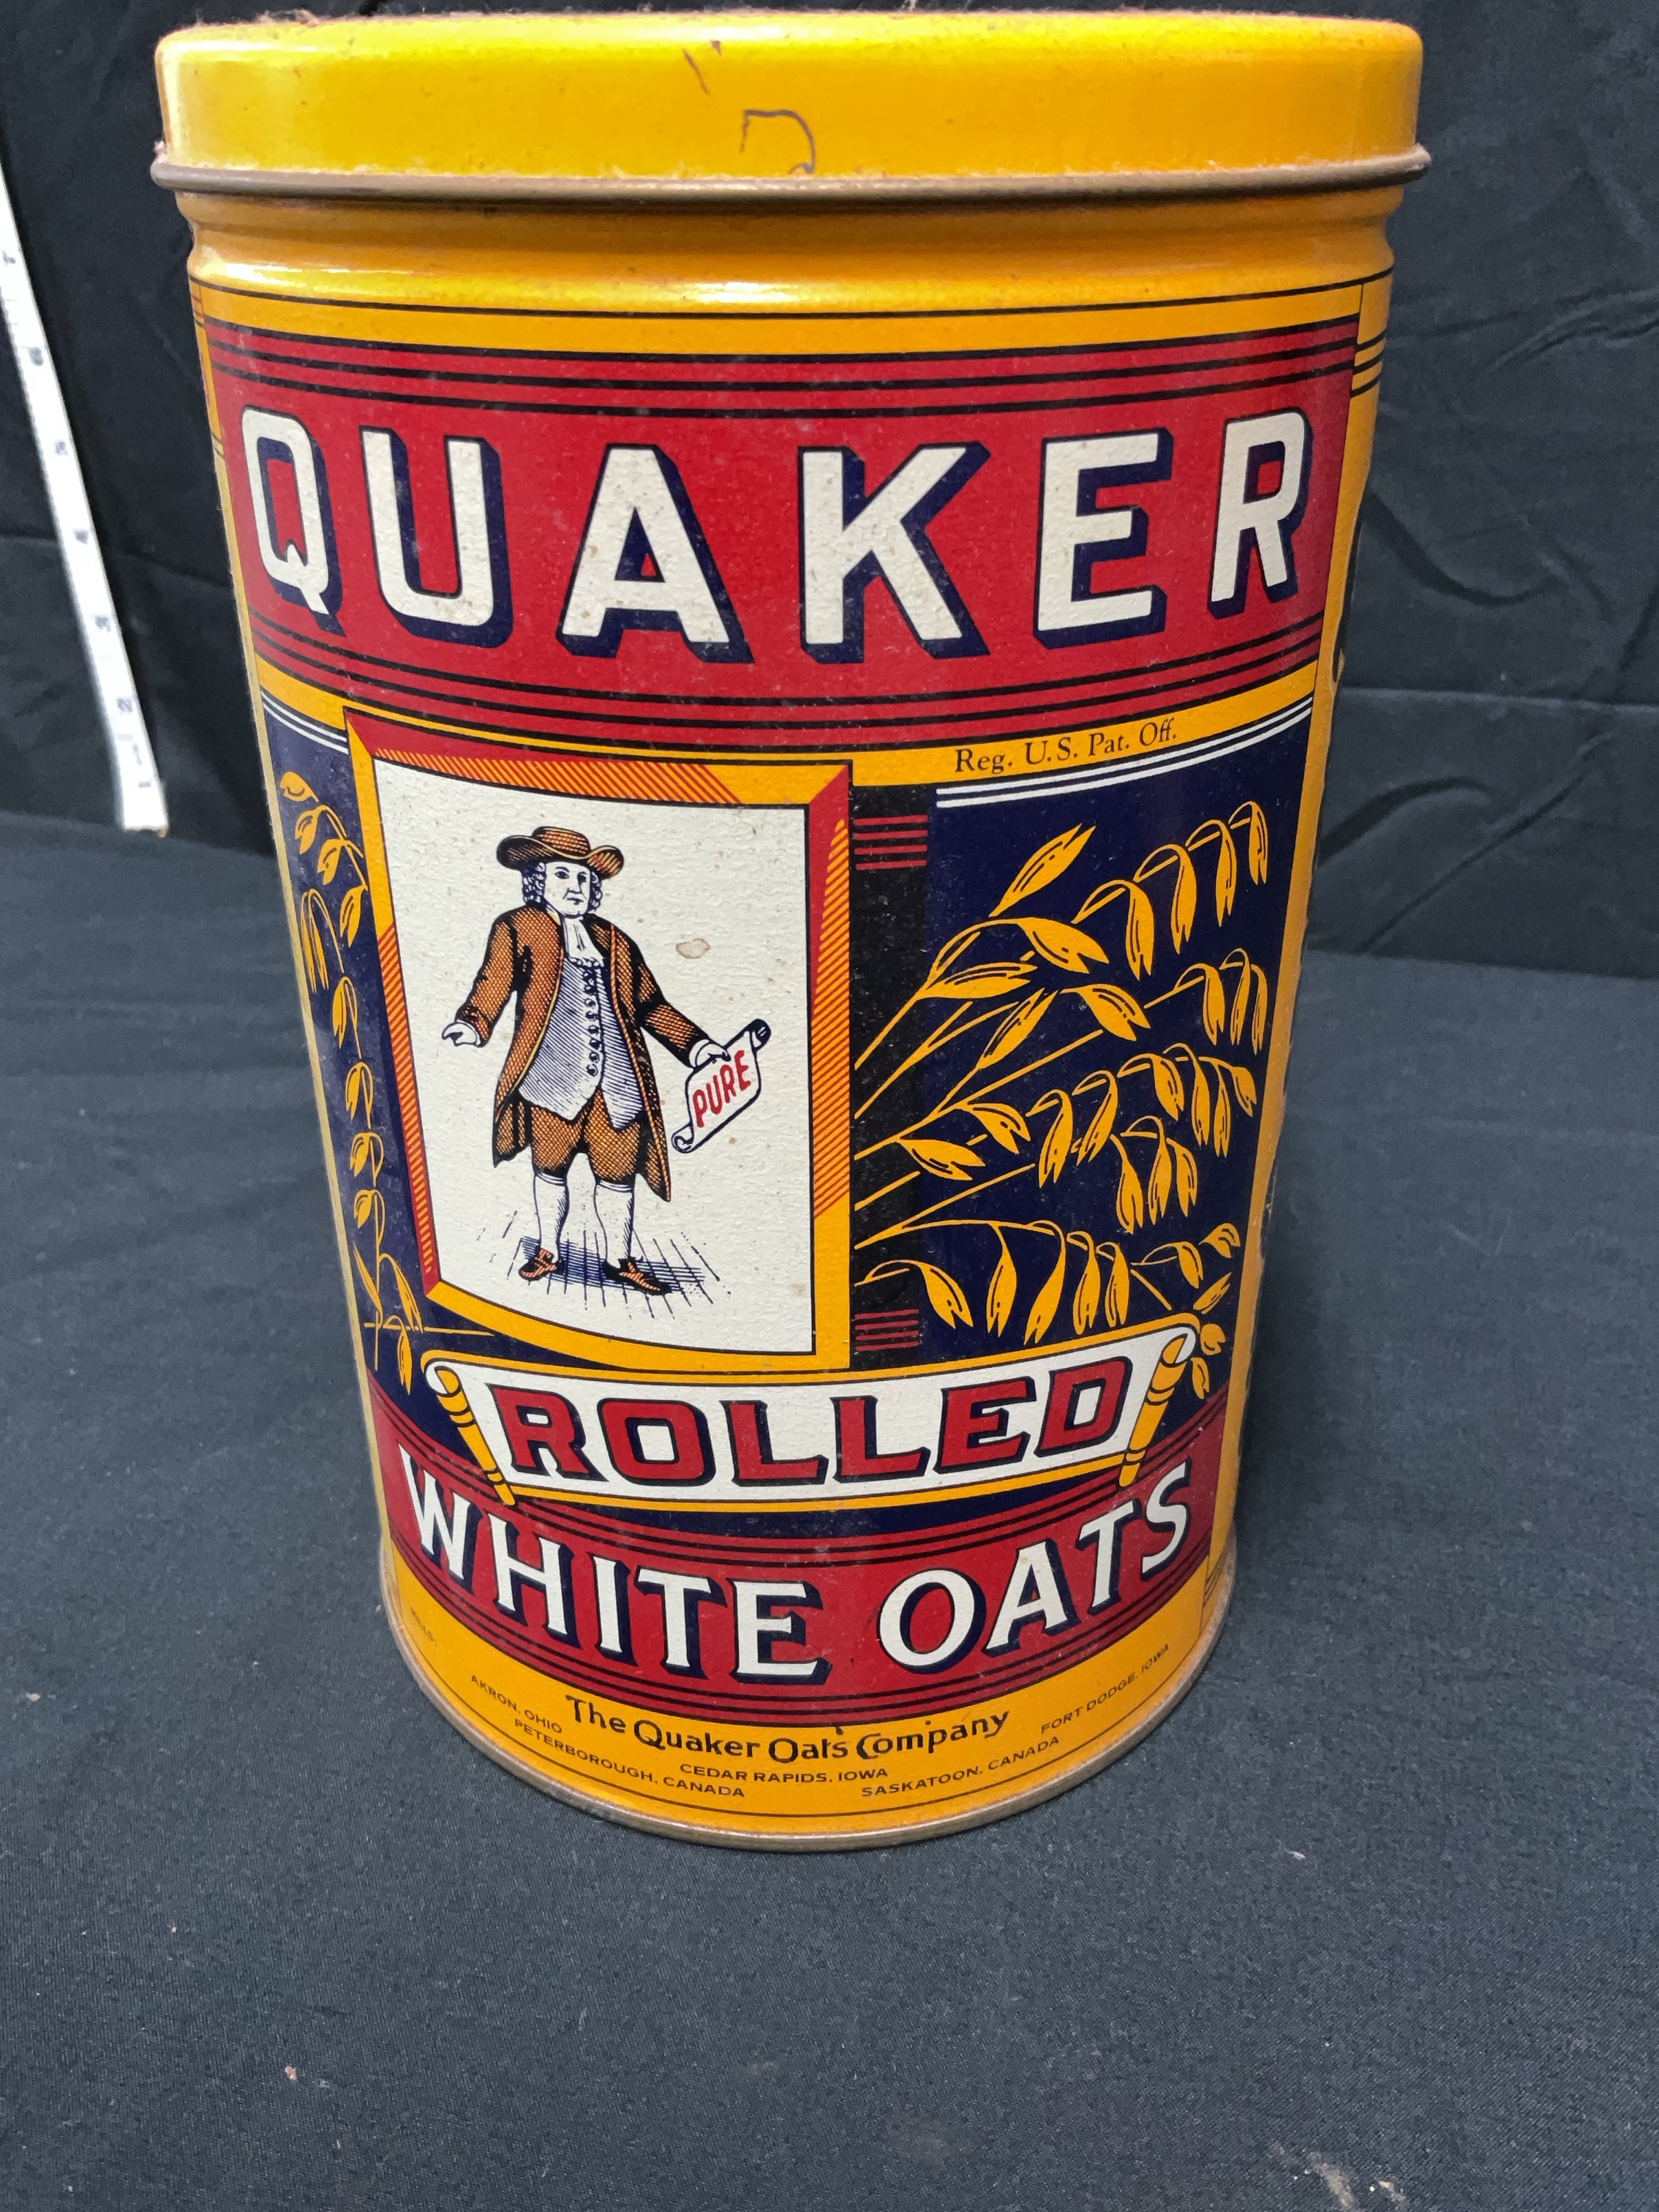 QUAKER
Reg. U.S. Pat. Off.
PURE
ROLLED
WHITE OATS
The Quaker Oats Company
AKRON, OHIO
FORT DODGE, IOWA
PETERBOROUGH, CANADA
CEDAR RAPIDS, IOWA
SASKATOON, CANADA